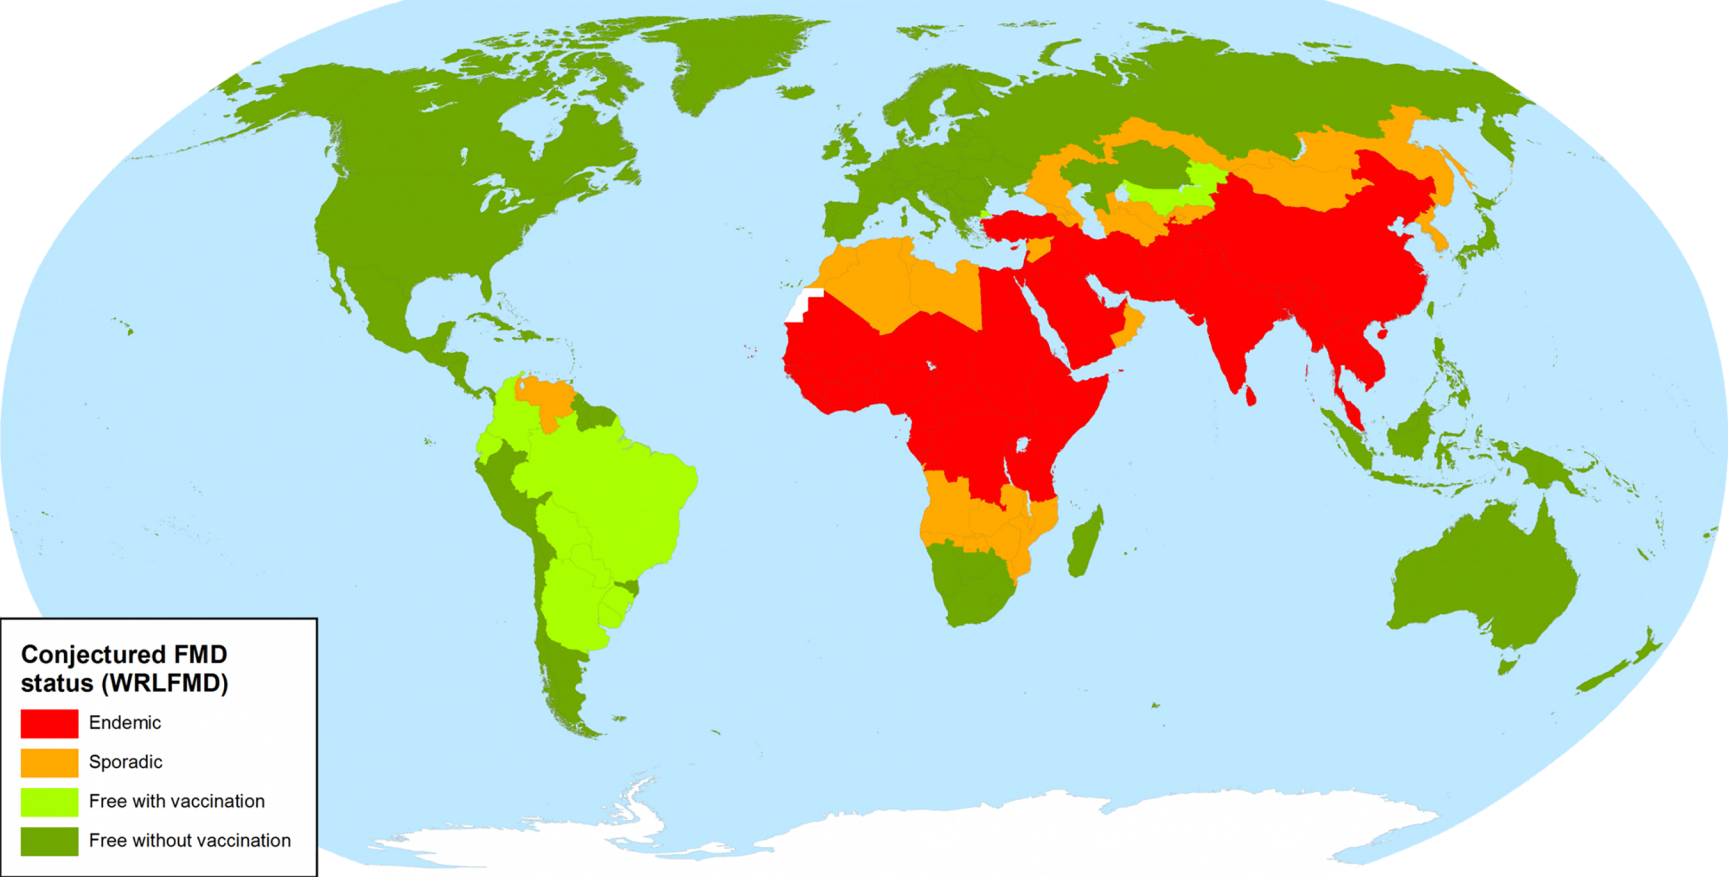 Conjectured FMD
status (WRLFMD)
Endemic
Sporadic
Free with vaccination
Free without vaccination